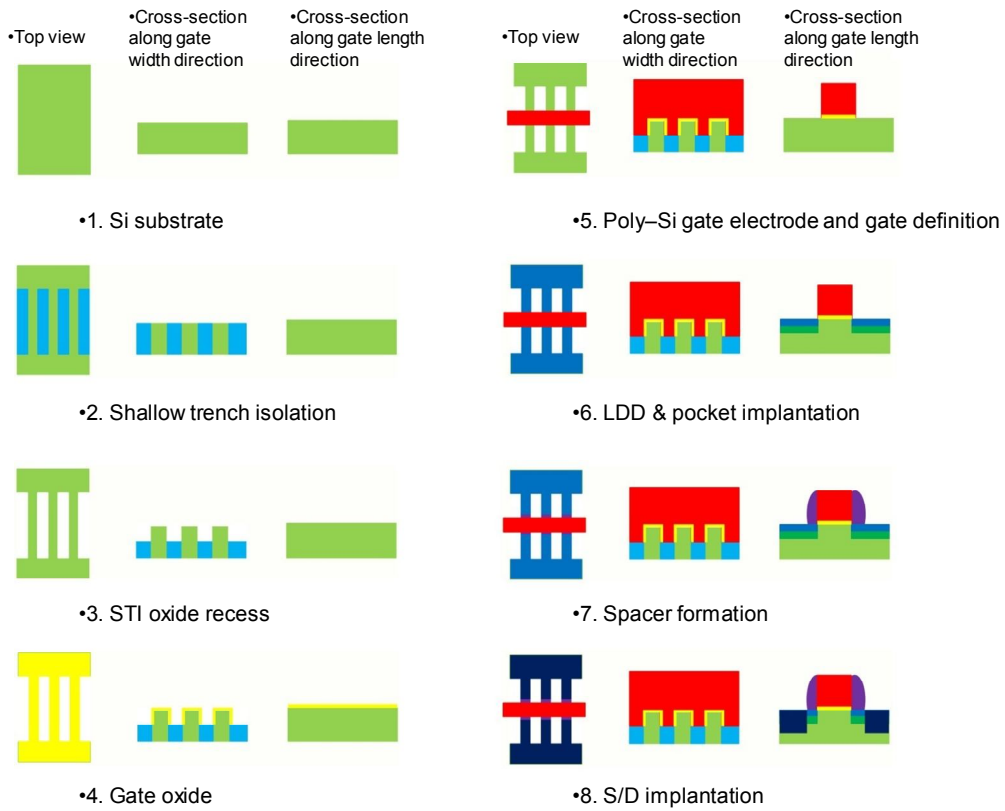 •Top view
•Cross-section
along gate
width direction
•Cross-section
along gate length
direction
•1. Si substrate
•2. Shallow trench isolation
•3. STI oxide recess
•4. Gate oxide
•Top view
•Cross-section
along gate
width direction
•Cross-section
along gate length
direction
•5. Poly–Si gate electrode and gate definition
•6. LDD & pocket implantation
•7. Spacer formation
•8. S/D implantation